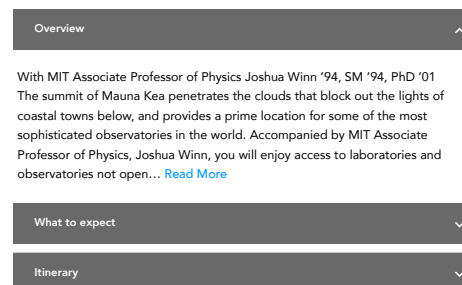 Overview
With MIT Associate Professor of Physics Joshua Winn ’94, SM ’94, PhD ’01
The summit of Mauna Kea penetrates the clouds that block out the lights of
coastal towns below, and provides a prime location for some of the most
sophisticated observatories in the world. Accompanied by MIT Associate
Professor of Physics, Joshua Winn, you will enjoy access to laboratories and
observatories not open… Read More
What to expect
Itinerary